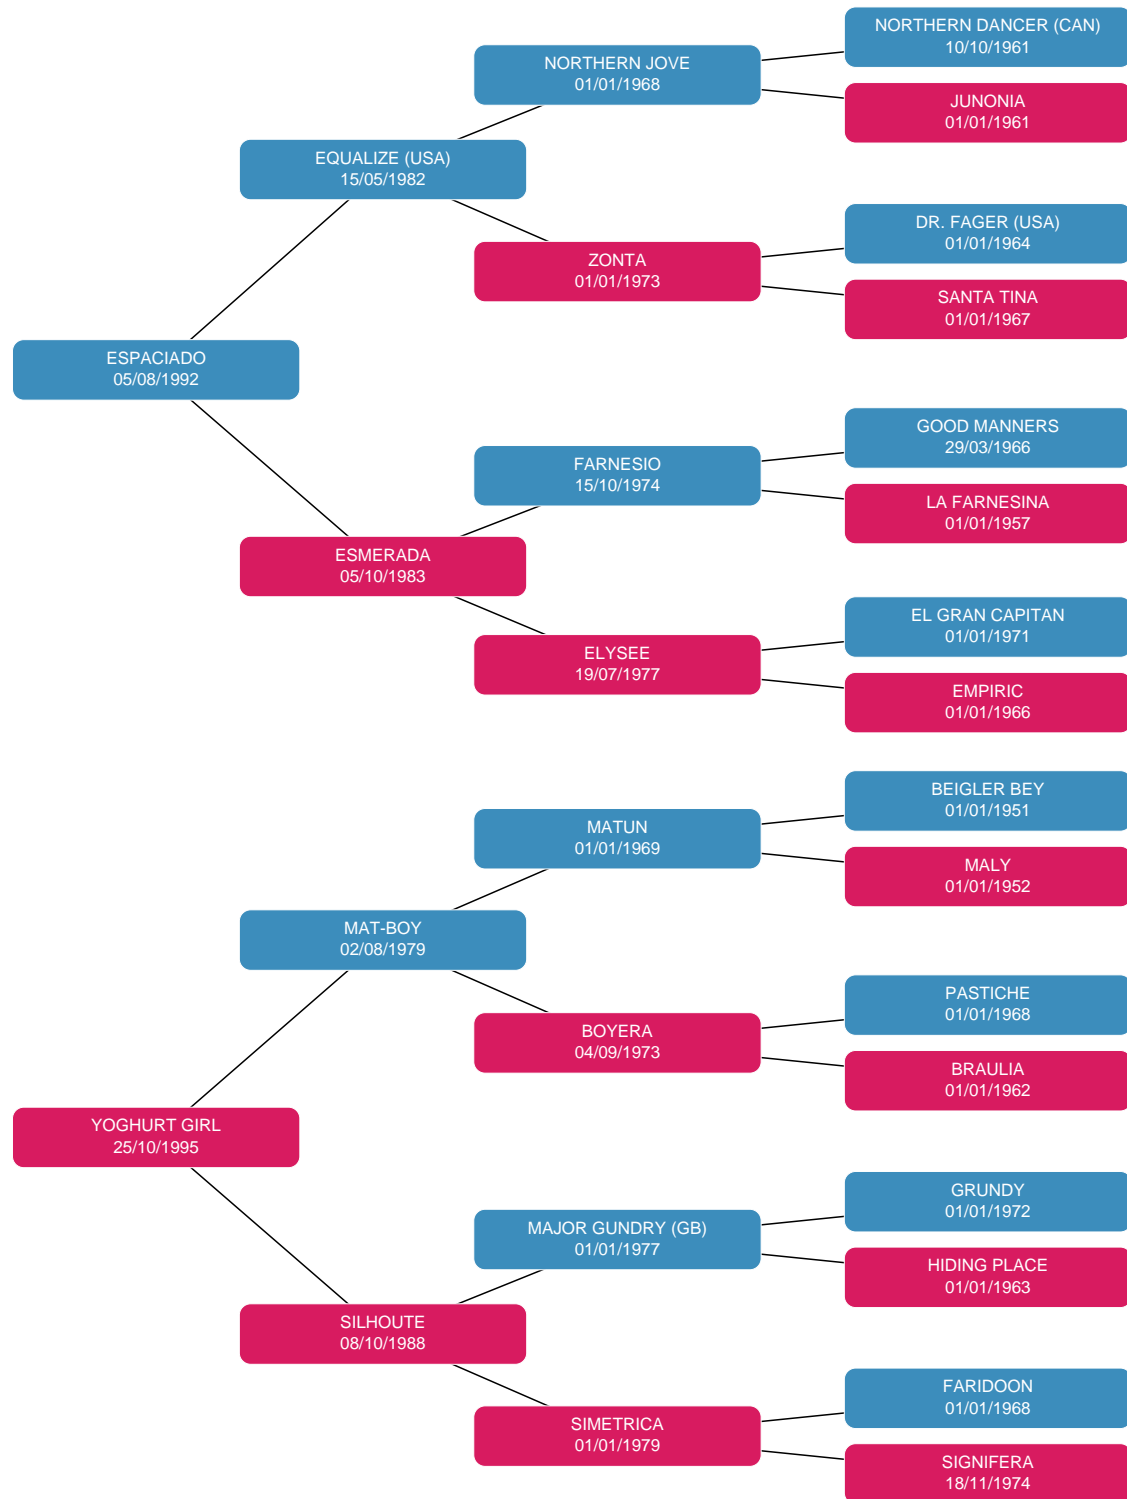 NORTHERN DANCER (CAN)
10/10/1961
NORTHERN JOVE
01/01/1968
JUNONIA
01/01/1961
EQUALIZE (USA)
15/05/1982
DR. FAGER (USA)
01/01/1964
ZONTA
01/01/1973
SANTA TINA
01/01/1967
ESPACIADO
05/08/1992
GOOD MANNERS
29/03/1966
FARNESIO
15/10/1974
LA FARNESINA
01/01/1957
ESMERADA
05/10/1983
EL GRAN CAPITAN
01/01/1971
ELYSEE
19/07/1977
EMPIRIC
01/01/1966
BEIGLER BEY
01/01/1951
MATUN
01/01/1969
MALY
01/01/1952
MAT-BOY
02/08/1979
PASTICHE
01/01/1968
BOYERA
04/09/1973
BRAULIA
01/01/1962
YOGHURT GIRL
25/10/1995
GRUNDY
01/01/1972
MAJOR GUNDRY (GB)
01/01/1977
HIDING PLACE
01/01/1963
SILHOUTE
08/10/1988
FARIDOON
01/01/1968
SIMETRICA
01/01/1979
SIGNIFERA
18/11/1974